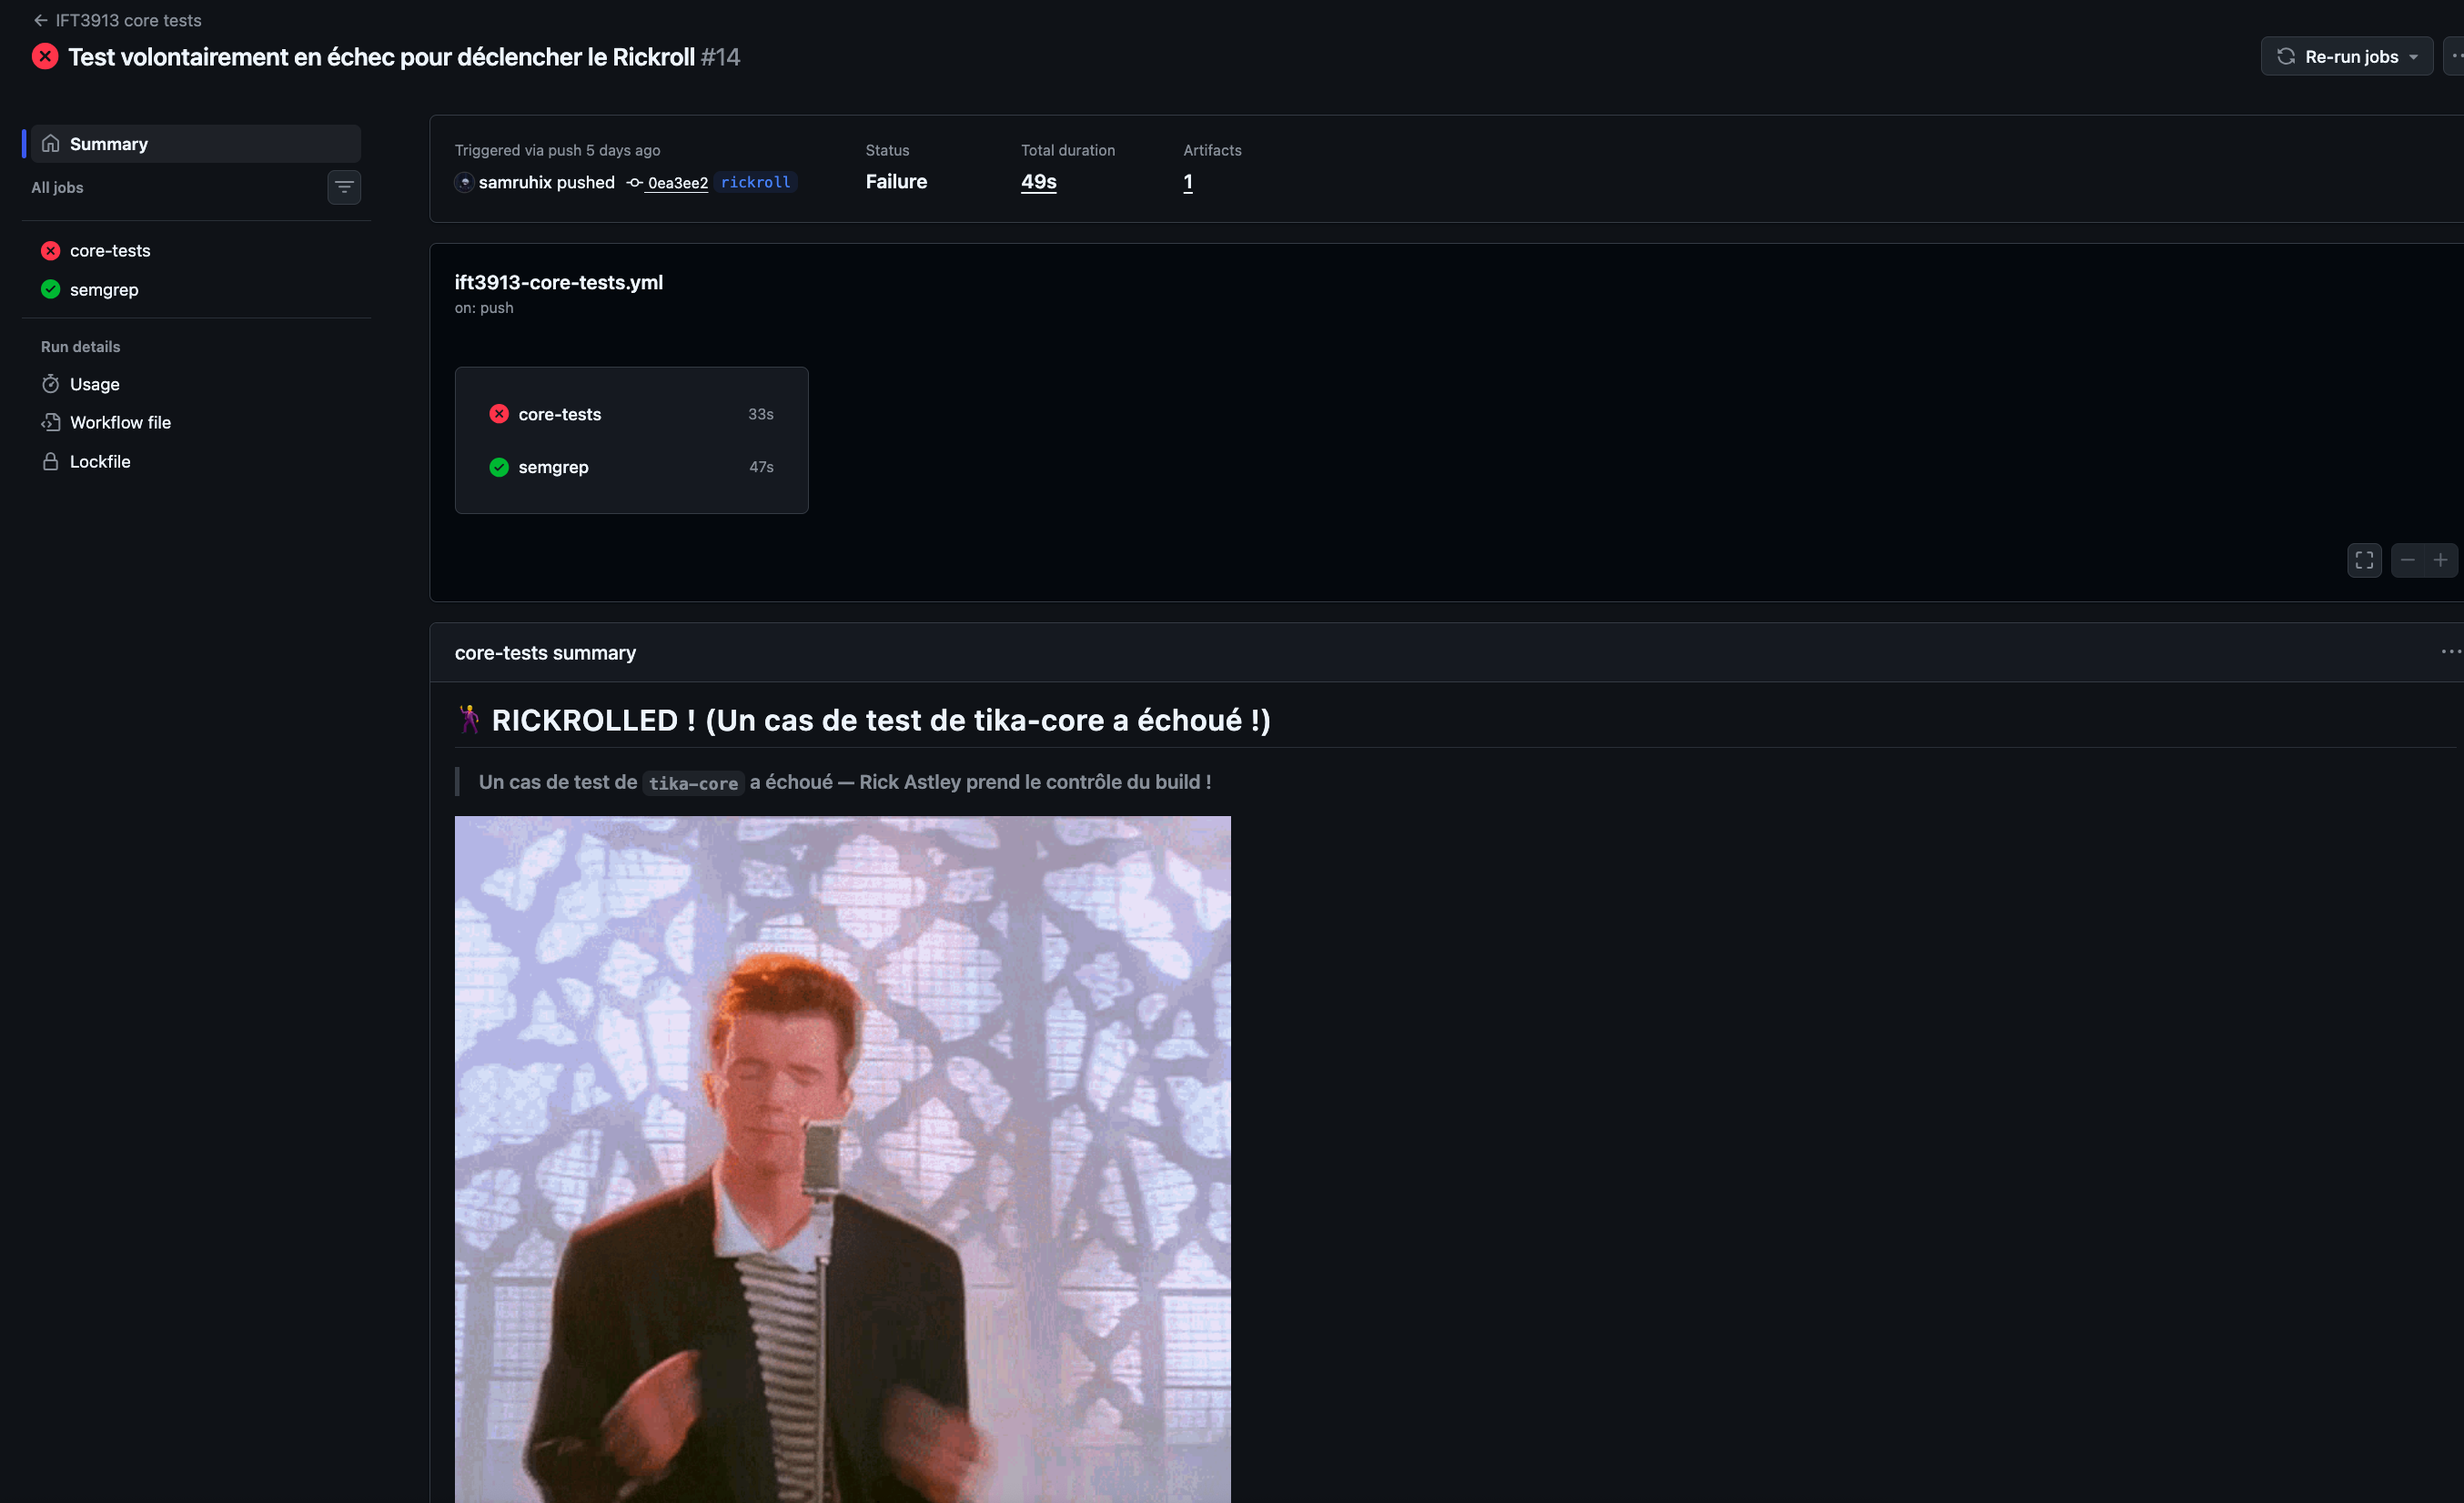 IFT3913 core tests
Test volontairement en échec pour déclencher le Rickroll #14
Re-run jobs
Summary
All jobs
core-tests
semgrep
Run details
Usage
Workflow file
Lockfile
Triggered via push 5 days ago
samruhix pushed 0ea3ee2 rickroll
Status
Failure
Total duration
49s
Artifacts
1
ift3913-core-tests.yml
on: push
core-tests 33s
semgrep 47s
core-tests summary
RICKROLLED ! (Un cas de test de tika-core a échoué !)
Un cas de test de tika-core a échoué — Rick Astley prend le contrôle du build !